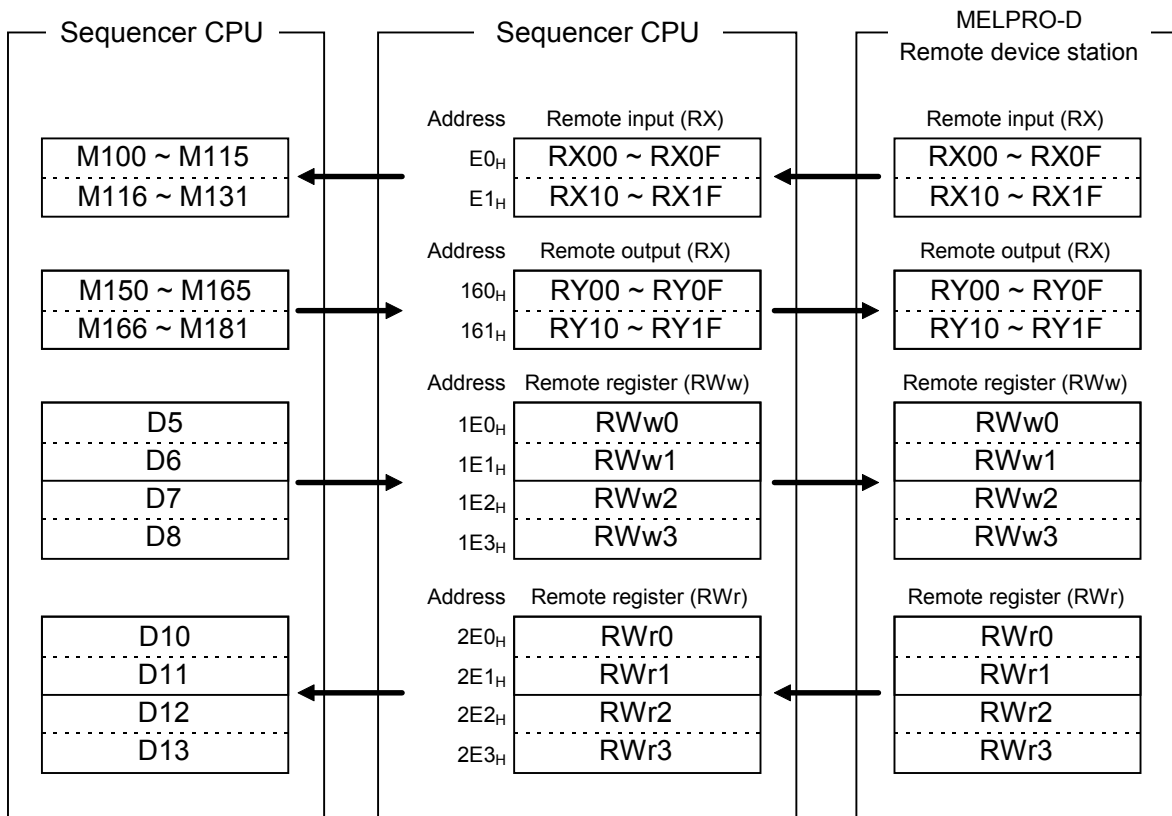 Sequencer CPU
Sequencer CPU
MELPRO-D
Remote device station
Address Remote input (RX) Remote input (RX)
M100 ~ M115 E0H RX00 ~ RX0F RX00 ~ RX0F
M116 ~ M131 E1H RX10 ~ RX1F RX10 ~ RX1F
Address Remote output (RX) Remote output (RX)
M150 ~ M165 160H RY00 ~ RY0F RY00 ~ RY0F
M166 ~ M181 161H RY10 ~ RY1F RY10 ~ RY1F
Address Remote register (RWw) Remote register (RWw)
D5 1E0H RWw0 RWw0
D6 1E1H RWw1 RWw1
D7 1E2H RWw2 RWw2
D8 1E3H RWw3 RWw3
Address Remote register (RWr) Remote register (RWr)
D10 2E0H RWr0 RWr0
D11 2E1H RWr1 RWr1
D12 2E2H RWr2 RWr2
D13 2E3H RWr3 RWr3